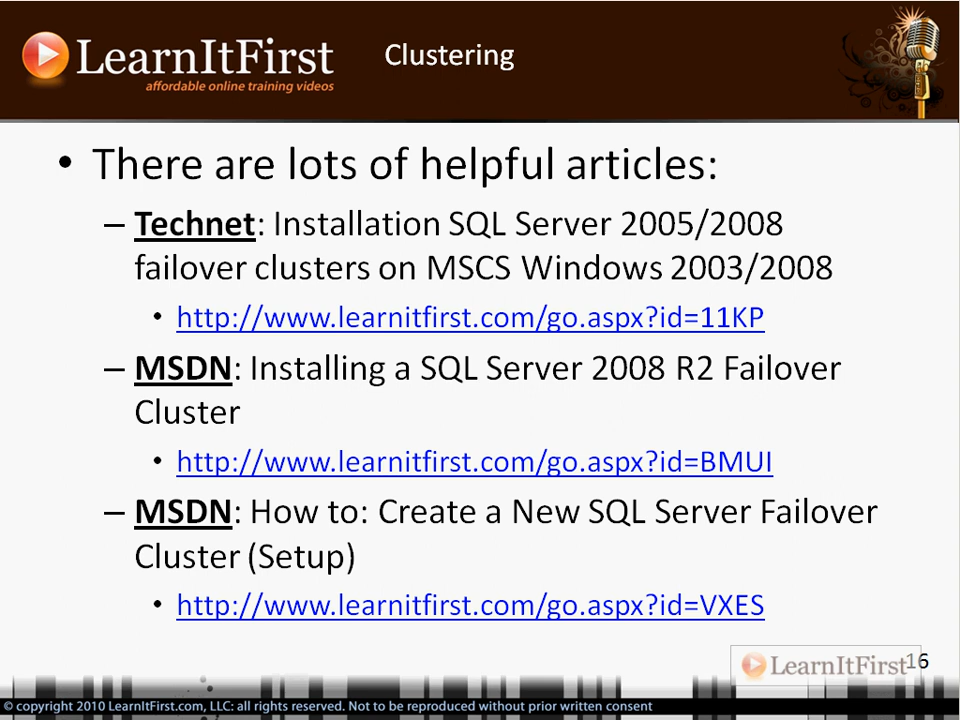 LearnItFirst
affordable online training videos
Clustering
• There are lots of helpful articles:
– Technet: Installation SQL Server 2005/2008
failover clusters on MSCS Windows 2003/2008
• http://www.learnitfirst.com/go.aspx?id=11KP
– MSDN: Installing a SQL Server 2008 R2 Failover
Cluster
• http://www.learnitfirst.com/go.aspx?id=BMUI
– MSDN: How to: Create a New SQL Server Failover
Cluster (Setup)
• http://www.learnitfirst.com/go.aspx?id=VXES
LearnItFirst
16
© copyright 2010 LearnItFirst.com, LLC: all rights reserved. Not to be reproduced without prior written consent